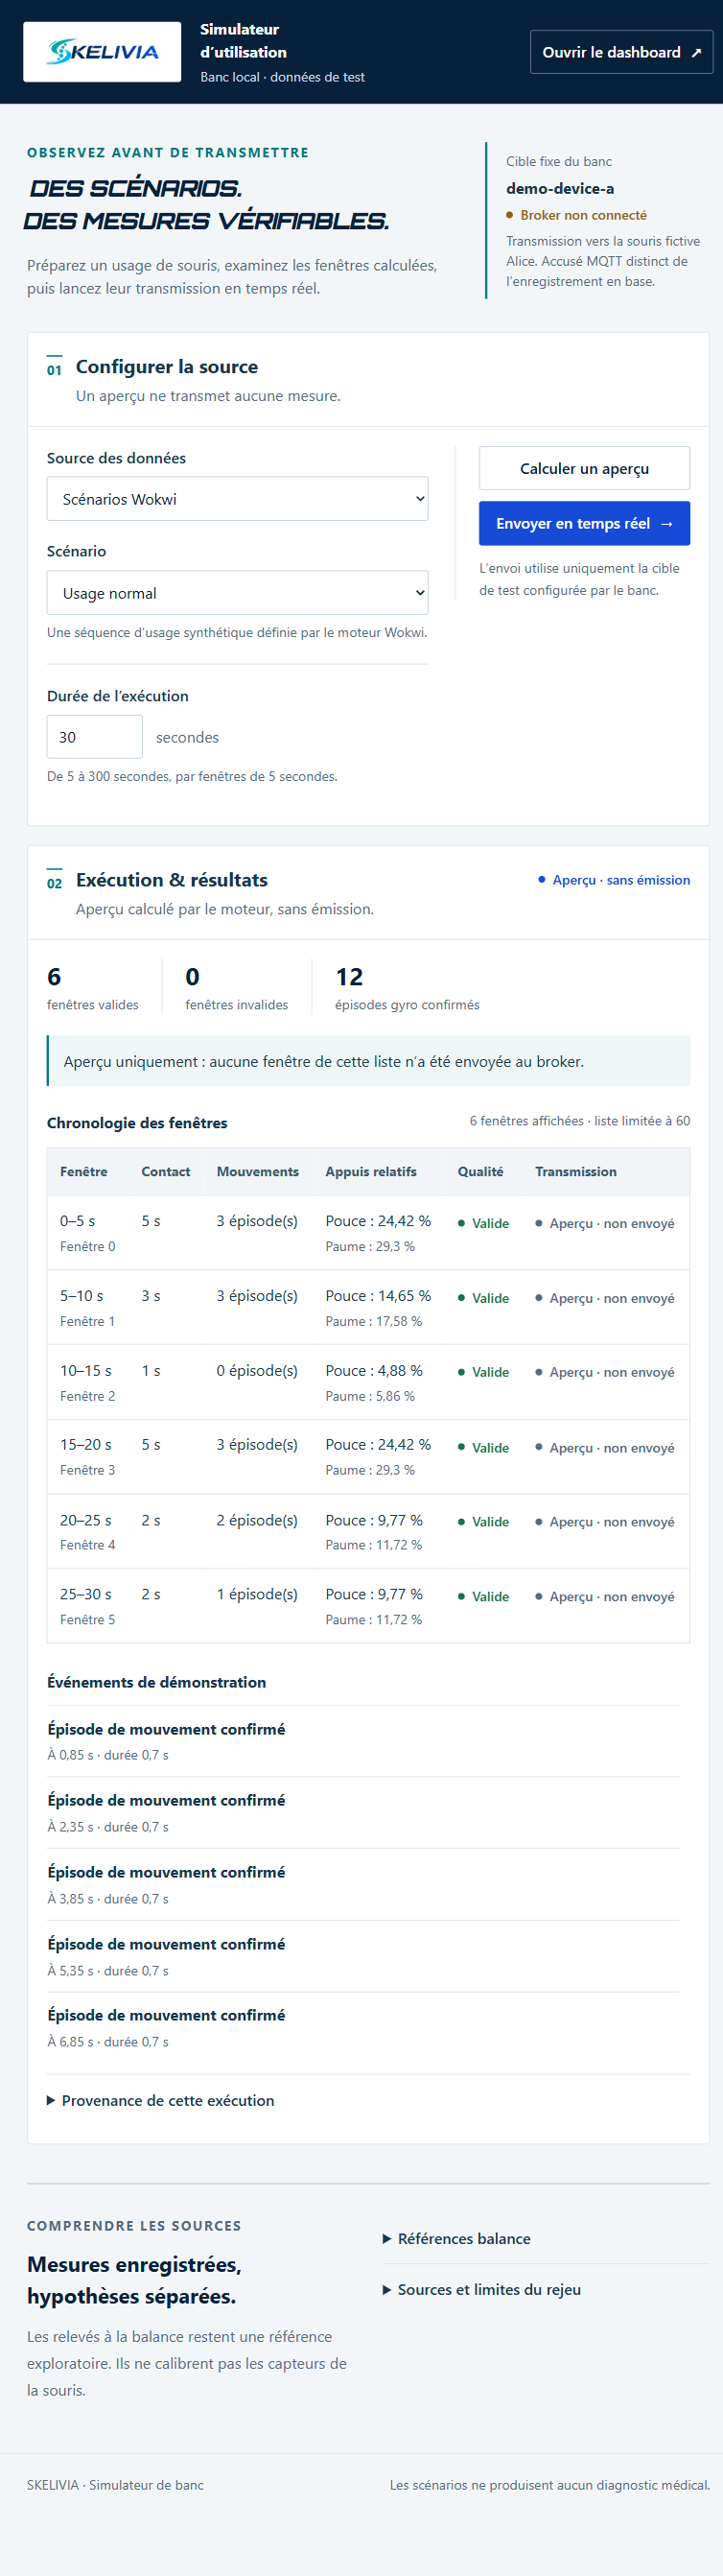 SKELIVIA
Simulateur
d’utilisation
Banc local · données de test
Ouvrir le dashboard ↗
OBSERVEZ AVANT DE TRANSMETTRE
DES SCÉNARIOS.
DES MESURES VÉRIFIABLES.
Préparez un usage de souris, examinez les fenêtres calculées,
puis lancez leur transmission en temps réel.
Cible fixe du banc
demo-device-a
Broker non connecté
Transmission vers la souris fictive
Alice. Accusé MQTT distinct de
l’enregistrement en base.
01 Configurer la source
Un aperçu ne transmet aucune mesure.
Source des données
Scénarios Wokwi
Scénario
Usage normal
Une séquence d’usage synthétique définie par le moteur Wokwi.
Durée de l’exécution
30 secondes
De 5 à 300 secondes, par fenêtres de 5 secondes.
Calculer un aperçu
Envoyer en temps réel →
L’envoi utilise uniquement la cible
de test configurée par le banc.
02 Exécution & résultats
Aperçu · sans émission
Aperçu calculé par le moteur, sans émission.
6
fenêtres valides
0
fenêtres invalides
12
épisodes gyro confirmés
Aperçu uniquement : aucune fenêtre de cette liste n’a été envoyée au broker.
Chronologie des fenêtres
6 fenêtres affichées · liste limitée à 60
Fenêtre Contact Mouvements Appuis relatifs Qualité Transmission
0–5 s 5 s 3 épisode(s) Pouce : 24,42 % Valide Aperçu · non envoyé
Fenêtre 0 Paume : 29,3 %
5–10 s 3 s 3 épisode(s) Pouce : 14,65 % Valide Aperçu · non envoyé
Fenêtre 1 Paume : 17,58 %
10–15 s 1 s 0 épisode(s) Pouce : 4,88 % Valide Aperçu · non envoyé
Fenêtre 2 Paume : 5,86 %
15–20 s 5 s 3 épisode(s) Pouce : 24,42 % Valide Aperçu · non envoyé
Fenêtre 3 Paume : 29,3 %
20–25 s 2 s 2 épisode(s) Pouce : 9,77 % Valide Aperçu · non envoyé
Fenêtre 4 Paume : 11,72 %
25–30 s 2 s 1 épisode(s) Pouce : 9,77 % Valide Aperçu · non envoyé
Fenêtre 5 Paume : 11,72 %
Événements de démonstration
Épisode de mouvement confirmé
À 0,85 s · durée 0,7 s
Épisode de mouvement confirmé
À 2,35 s · durée 0,7 s
Épisode de mouvement confirmé
À 3,85 s · durée 0,7 s
Épisode de mouvement confirmé
À 5,35 s · durée 0,7 s
Épisode de mouvement confirmé
À 6,85 s · durée 0,7 s
Provenance de cette exécution
COMPRENDRE LES SOURCES
Mesures enregistrées,
hypothèses séparées.
Les relevés à la balance restent une référence
exploratoire. Ils ne calibrent pas les capteurs de
la souris.
Références balance
Sources et limites du rejeu
SKELIVIA · Simulateur de banc
Les scénarios ne produisent aucun diagnostic médical.